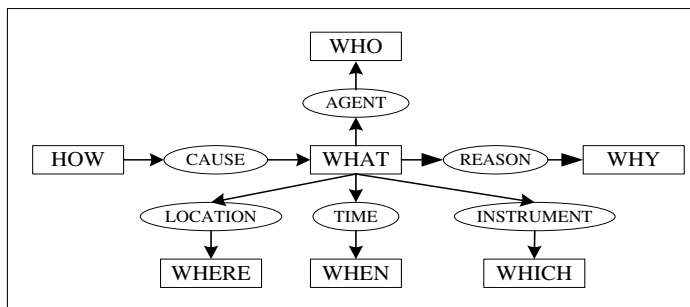 WHO
AGENT
HOW CAUSE WHAT REASON WHY
LOCATION TIME INSTRUMENT
WHERE WHEN WHICH